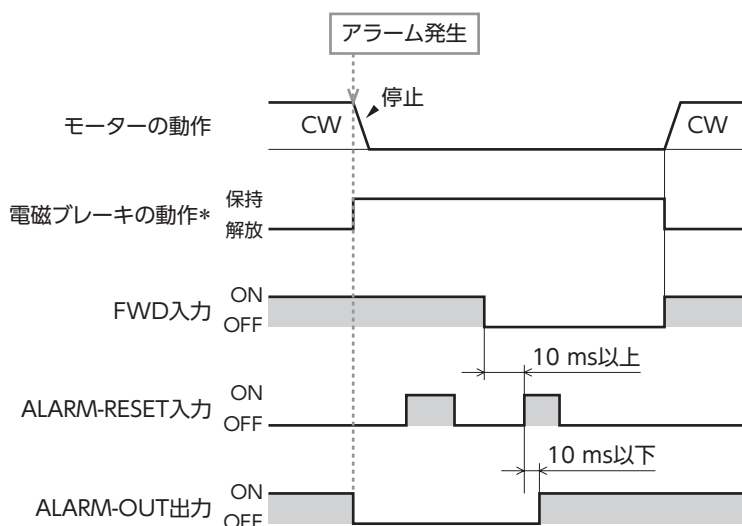 アラーム発生
停止
モーターの動作
CW
CW
電磁ブレーキの動作*
保持
解放
FWD入力
ON
OFF
10 ms以上
ALARM-RESET入力
ON
OFF
10 ms以下
ALARM-OUT出力
ON
OFF